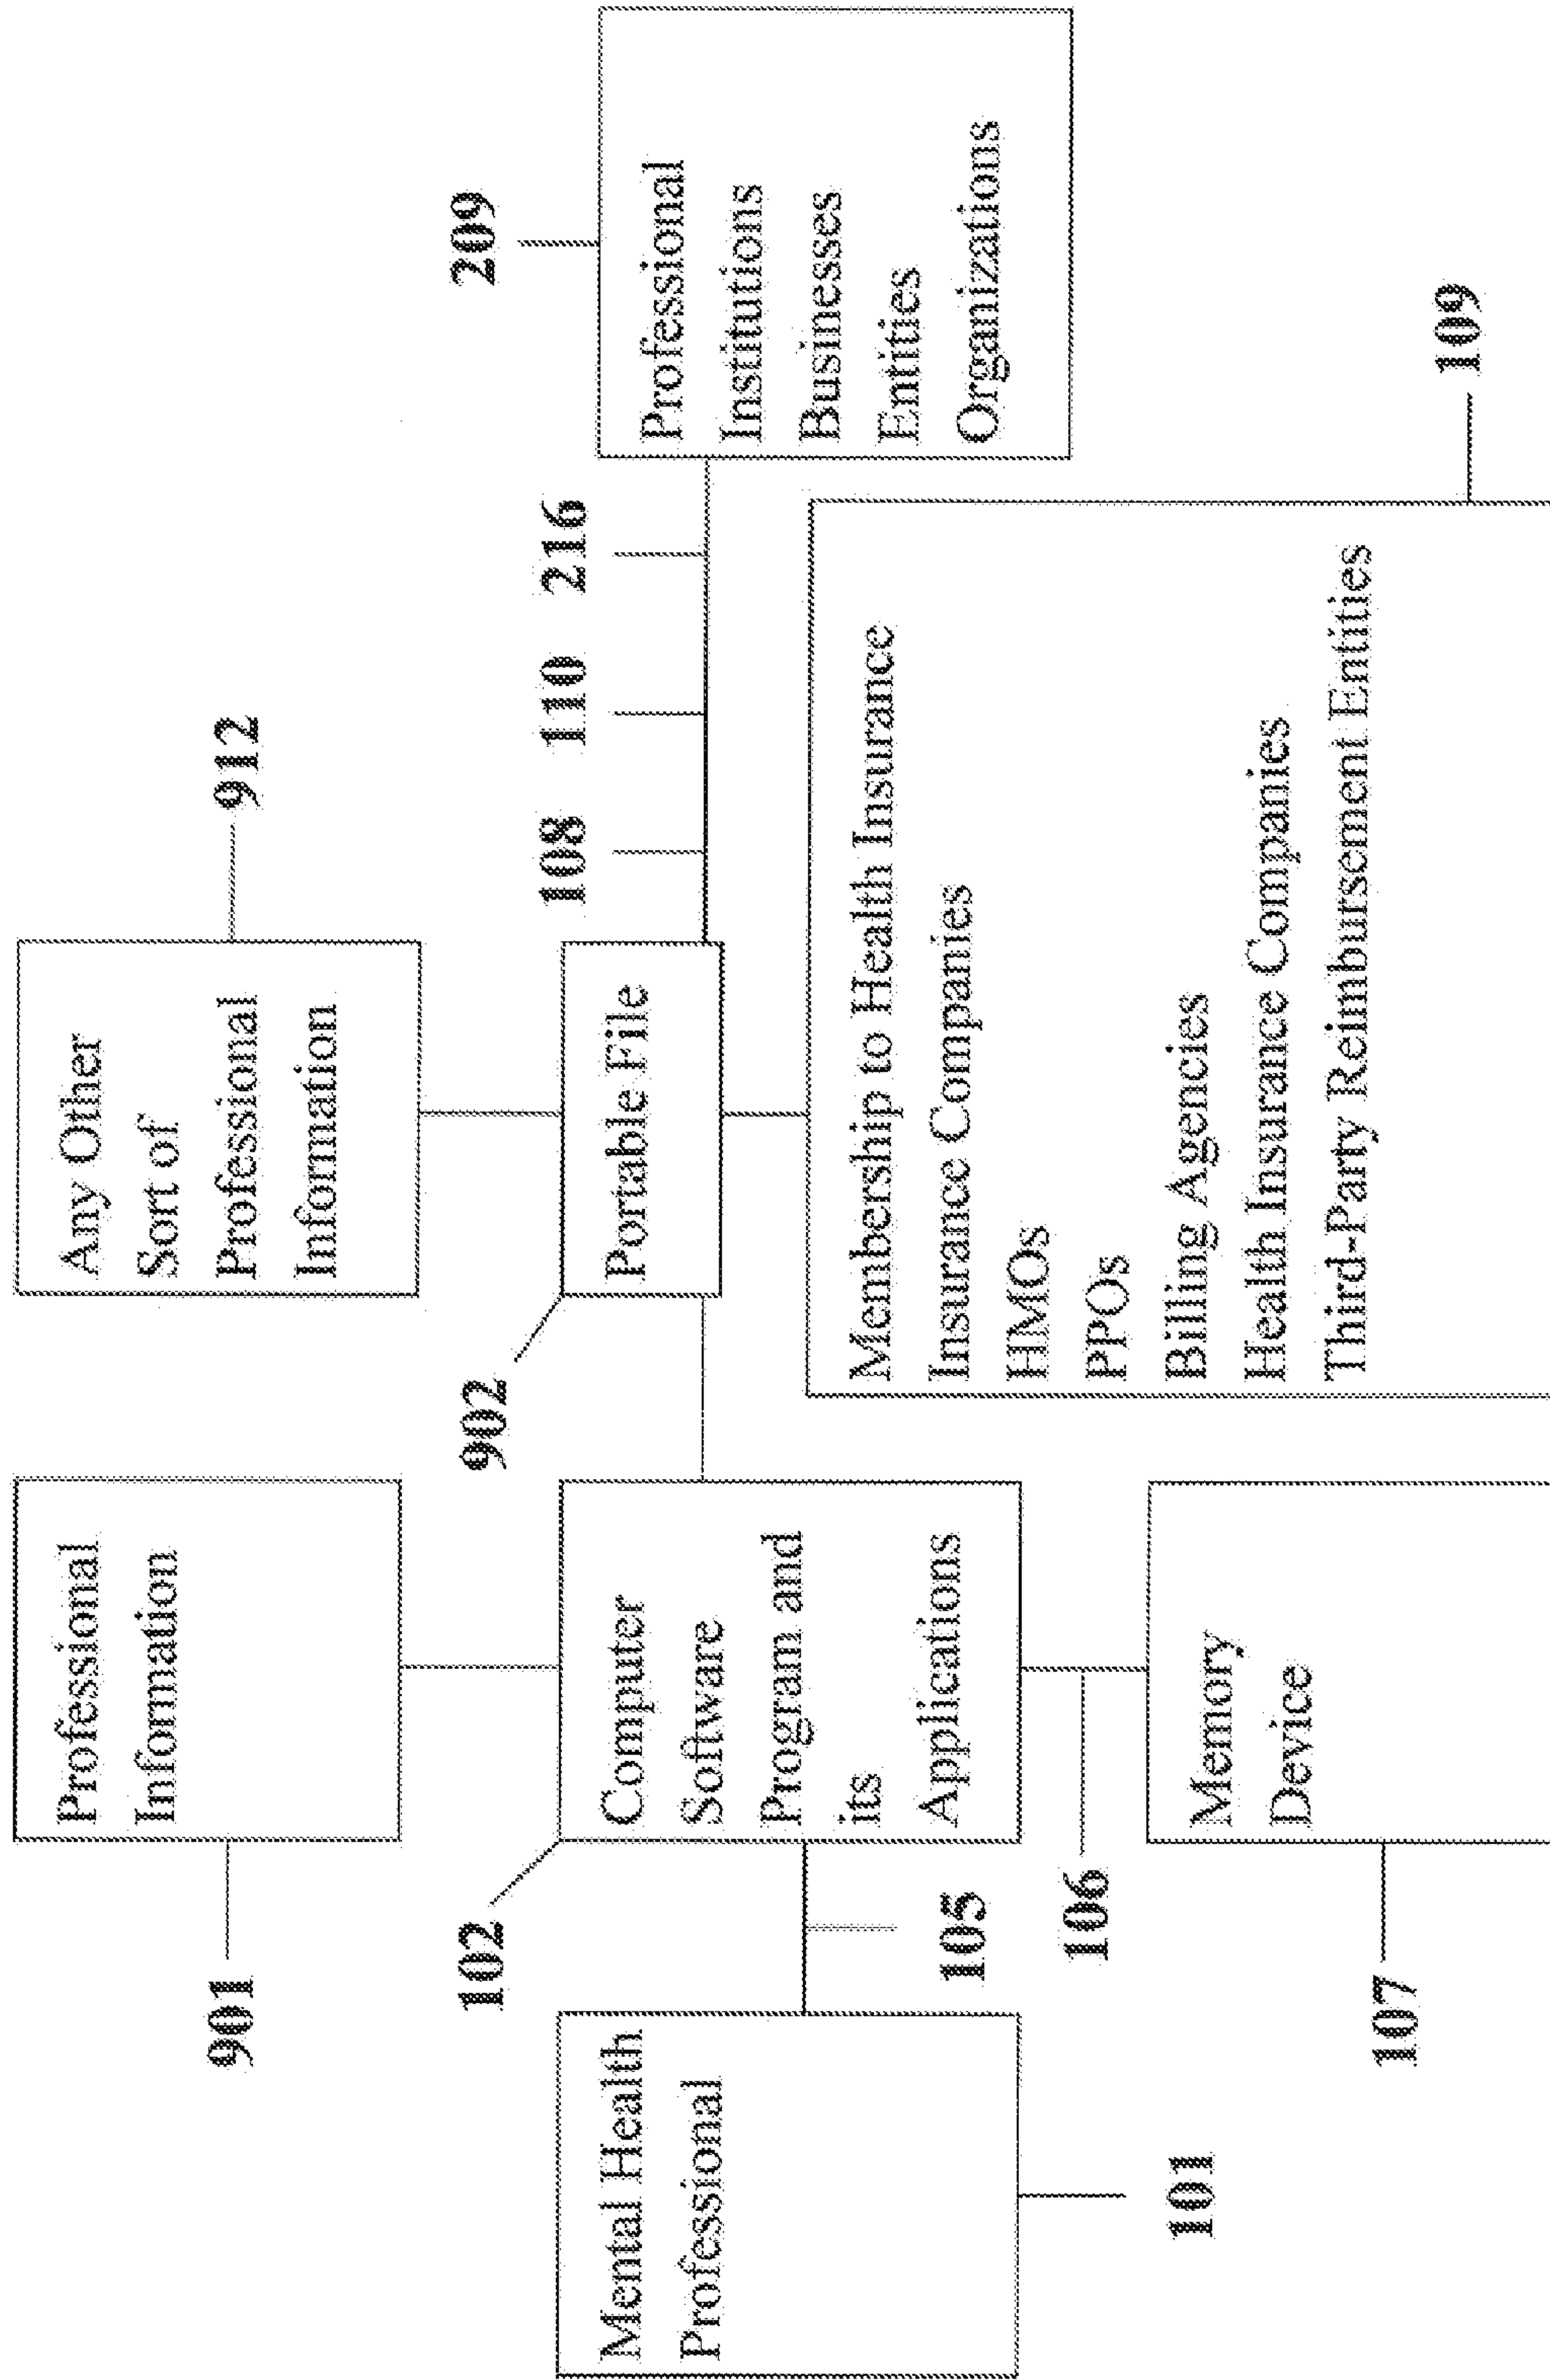 901
Professional
Information
Any Other
Sort of
Professional
Information
912
102
902
108
110
216
209
Mental Health
Professional
101
105
Computer
Software
Program and
its
Applications
Portable File
Professional
Institutions
Businesses
Entities
Organizations
106
107
Memory
Device
Membership to Health Insurance
Insurance Companies
HMOs
PPOs
Billing Agencies
Health Insurance Companies
Third-Party Reimbursement Entities
109